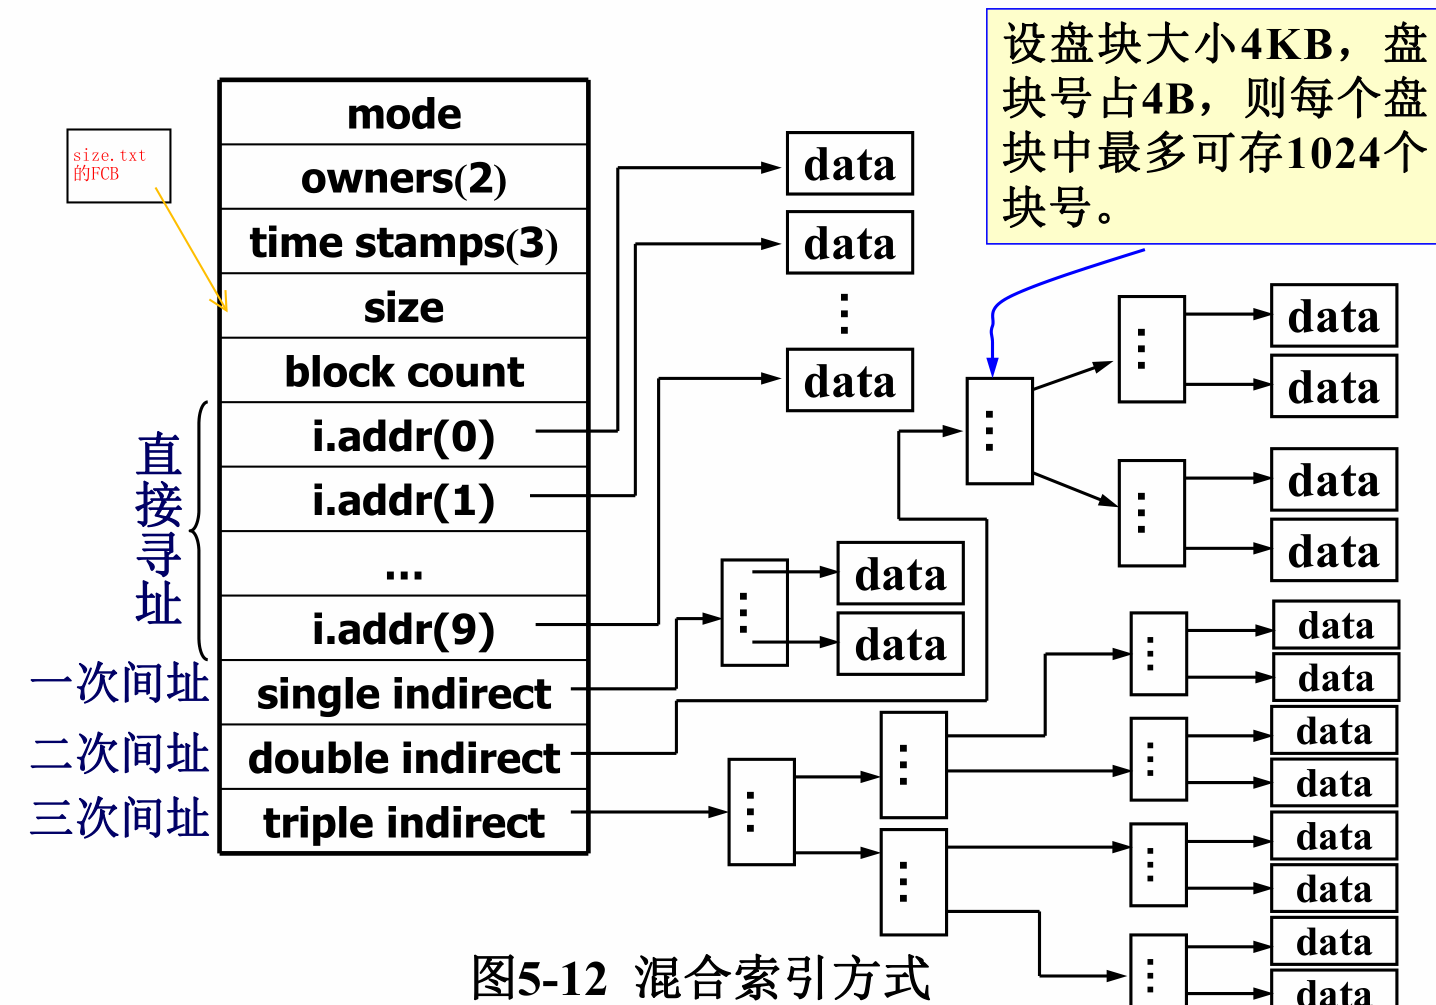 设盘块大小4KB，盘
块号占4B，则每个盘
块中最多可存1024个
块号。
size.txt
的FCB
mode
owners(2)
time stamps(3)
size
block count
i.addr(0)
i.addr(1)
...
i.addr(9)
single indirect
double indirect
triple indirect
直
接
寻
址
一次间址
二次间址
三次间址
data
data
⋮
data
⋮
data
data
⋮
⋮
data
data
⋮
data
data
⋮
⋮
⋮
⋮
data
data
⋮
data
data
⋮
data
data
⋮
data
data
图5-12 混合索引方式